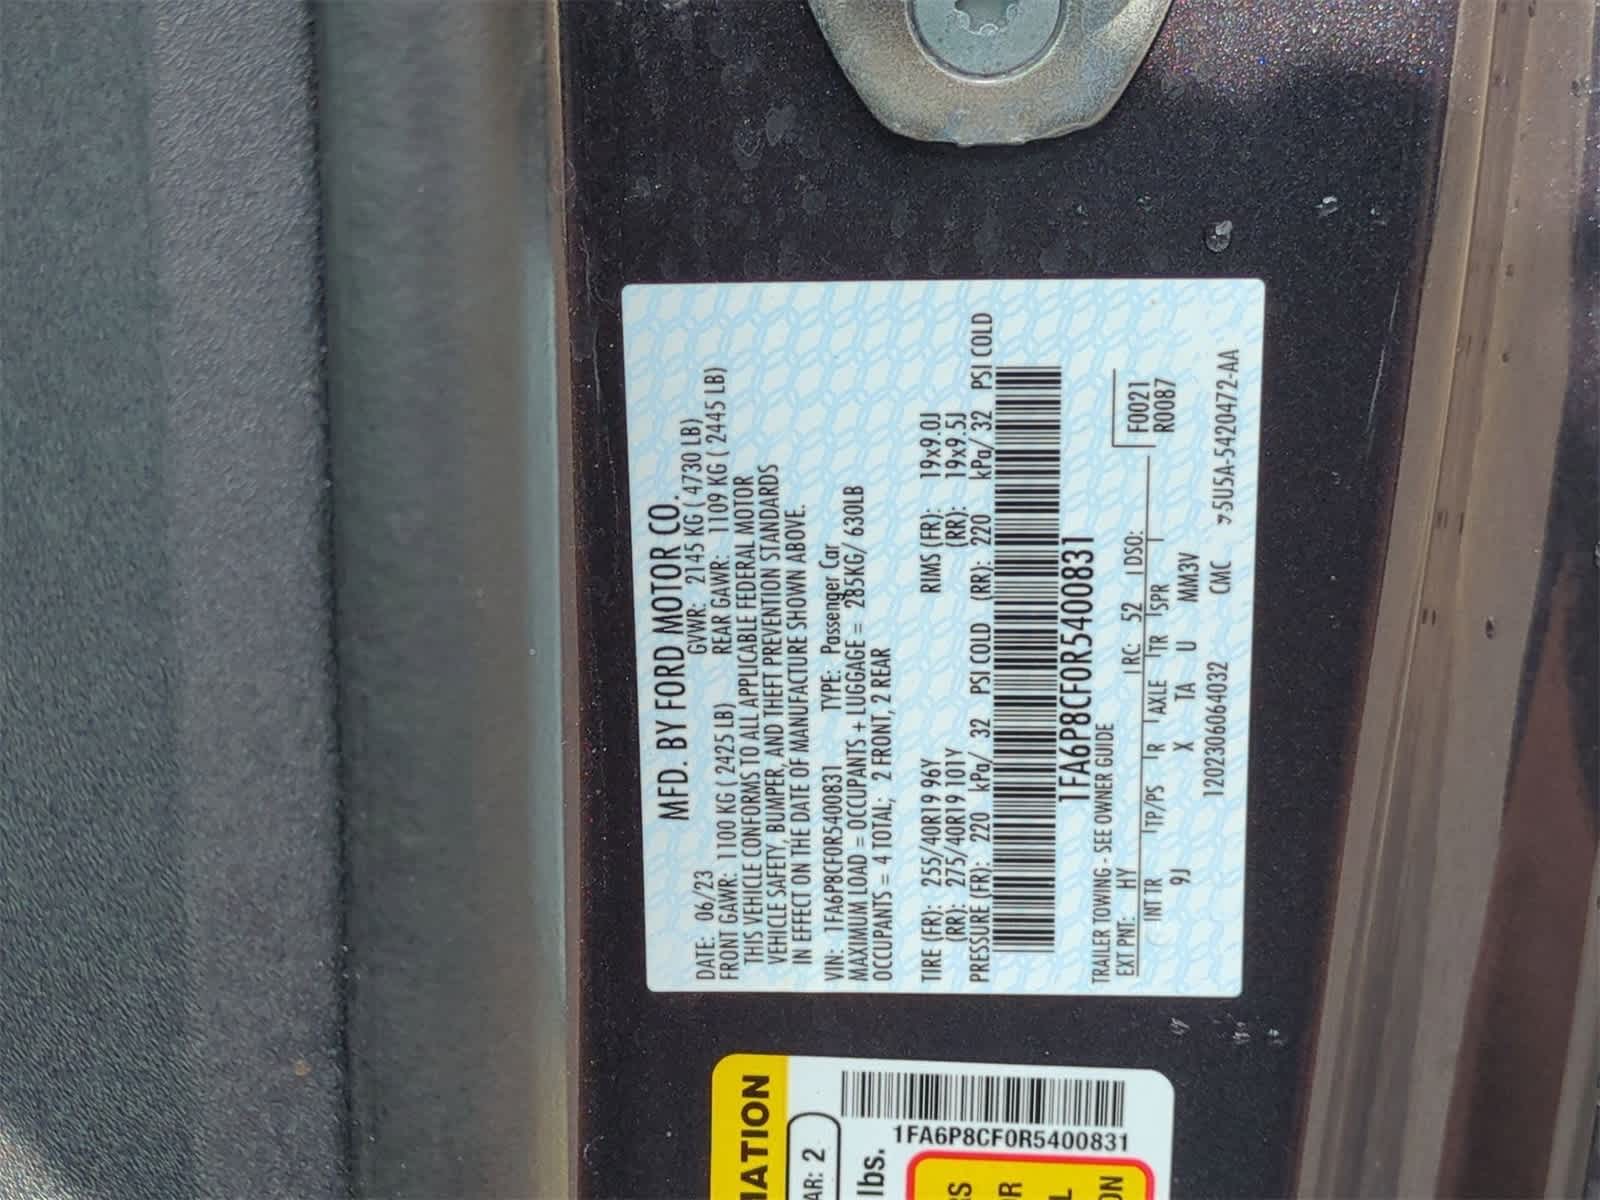 MFD. BY FORD MOTOR CO.
DATE: 06/23 GVWR: 2145 KG ( 4730 LB)
FRONT GAWR: 1100 KG ( 2425 LB) REAR GAWR: 1109 KG ( 2445 LB)
THIS VEHICLE CONFORMS TO ALL APPLICABLE FEDERAL MOTOR
VEHICLE SAFETY, BUMPER, AND THEFT PREVENTION STANDARDS
IN EFFECT ON THE DATE OF MANUFACTURE SHOWN ABOVE.
VIN: 1FA6P8CF0R5400831 TYPE: Passenger Car
MAXIMUM LOAD = OCCUPANTS + LUGGAGE = 285KG/ 630LB
OCCUPANTS = 4 TOTAL; 2 FRONT, 2 REAR
TIRE (FR): 255/40R19 96Y RIMS (FR): 19x9.0J
(RR): 275/40R19 101Y (RR): 19x9.5J
PRESSURE (FR): 220 kPa/ 32 PSI COLD (RR): 220 kPa/ 32 PSI COLD
1FA6P8CF0R5400831
TRAILER TOWING - SEE OWNER GUIDE
EXT PNT: HY RC: 52 DSO: F0021
R0087
INT TR TP/PS R AXLE TR SPR
9J X TA U MM3V
1202306064032 CMC 5U5A-5420472-AA
MATION
AR: 2
lbs.
1FA6P8CF0R5400831
GS
OR
L
ON